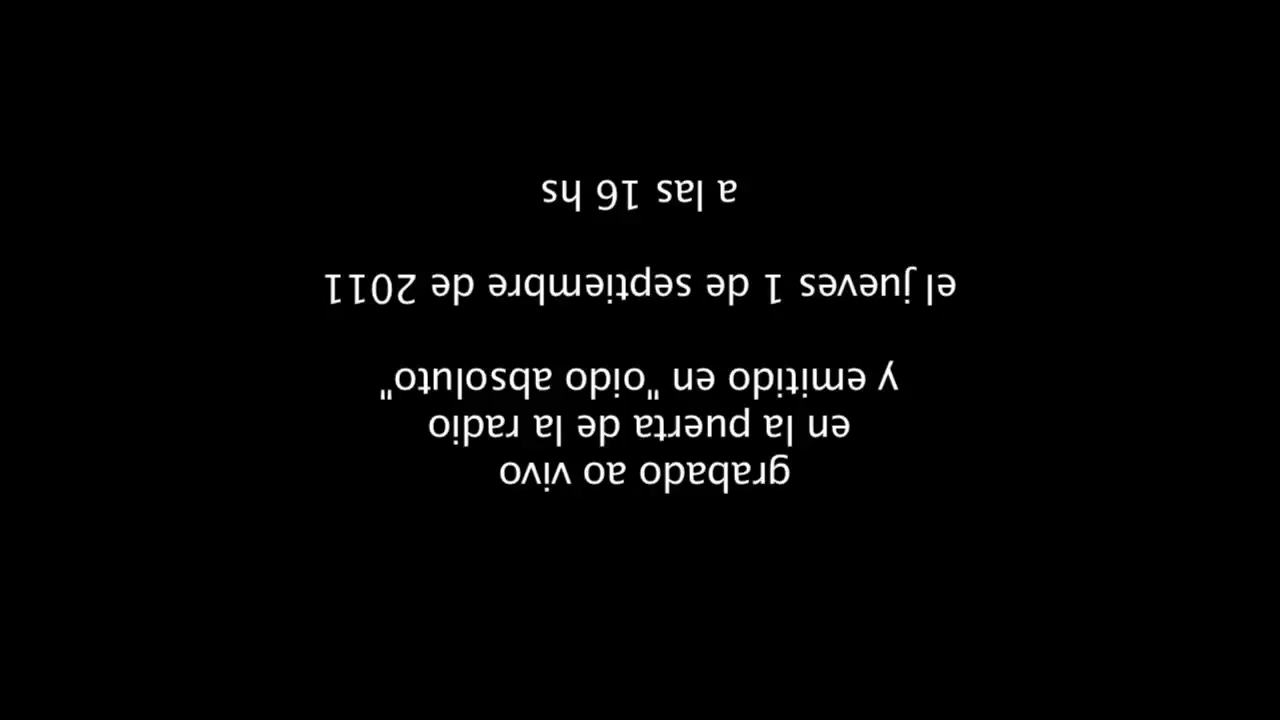 grabado ao vivo
en la puerta de la radio
y emitido en "oido absoluto"
el jueves 1 de septiembre de 2011
a las 16 hs